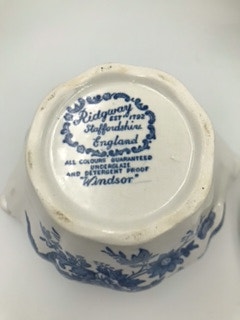 Ridgway
EST 1792
Staffordshire
England
ALL COLOURS GUARANTEED
UNDERGLAZE
AND DETERGENT PROOF
"Windsor"